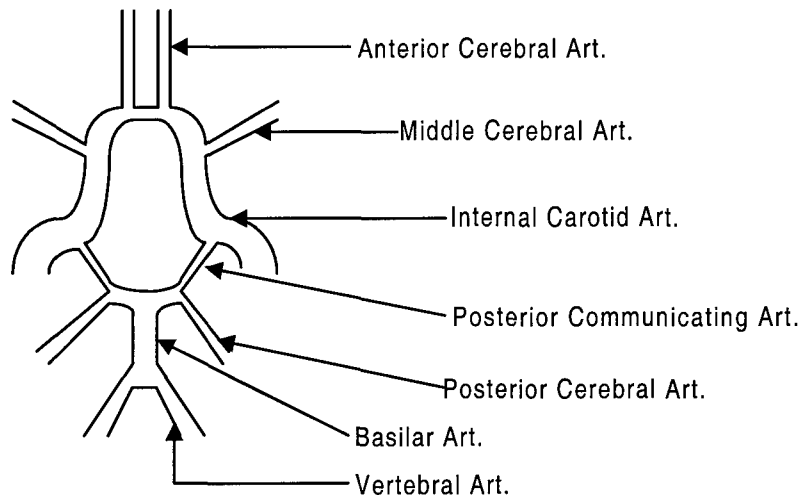 Anterior Cerebral Art.
Middle Cerebral Art.
Internal Carotid Art.
Posterior Communicating Art.
Posterior Cerebral Art.
Basilar Art.
Vertebral Art.